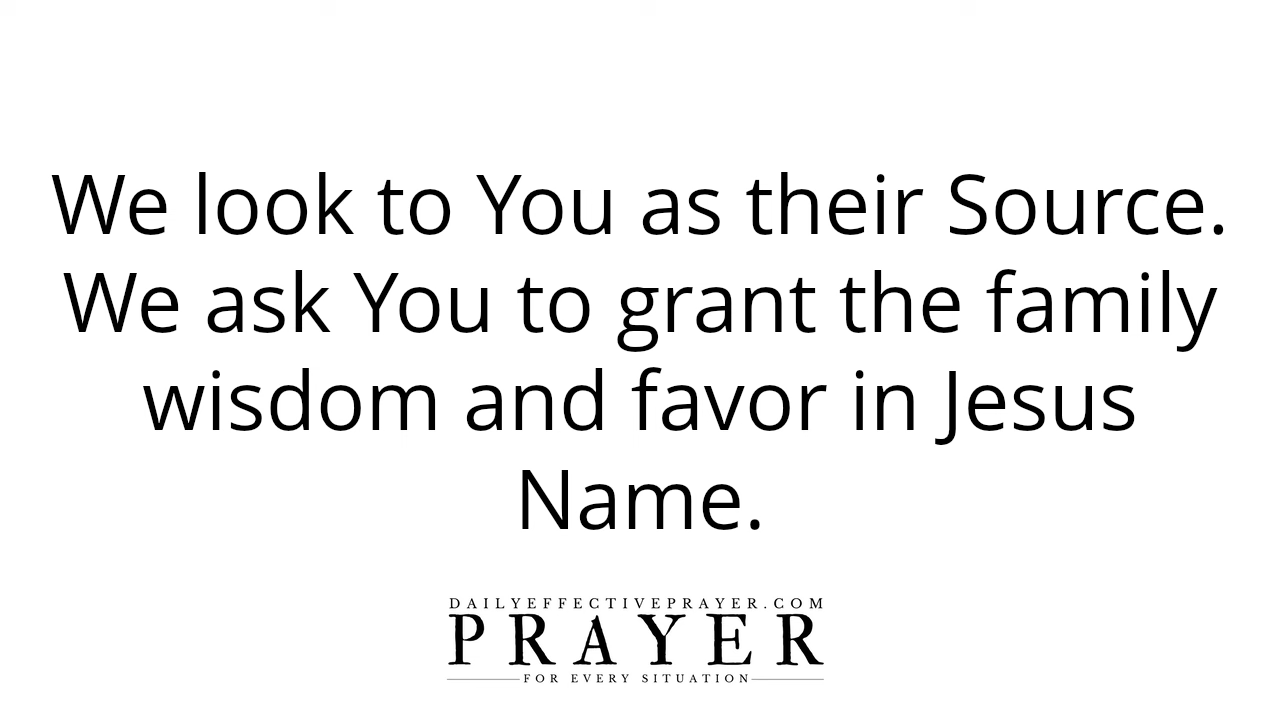 We look to You as their Source.
We ask You to grant the family
wisdom and favor in Jesus
Name.
DAILYEFFECTIVEPRAYER.COM
PRAYER
FOR EVERY SITUATION